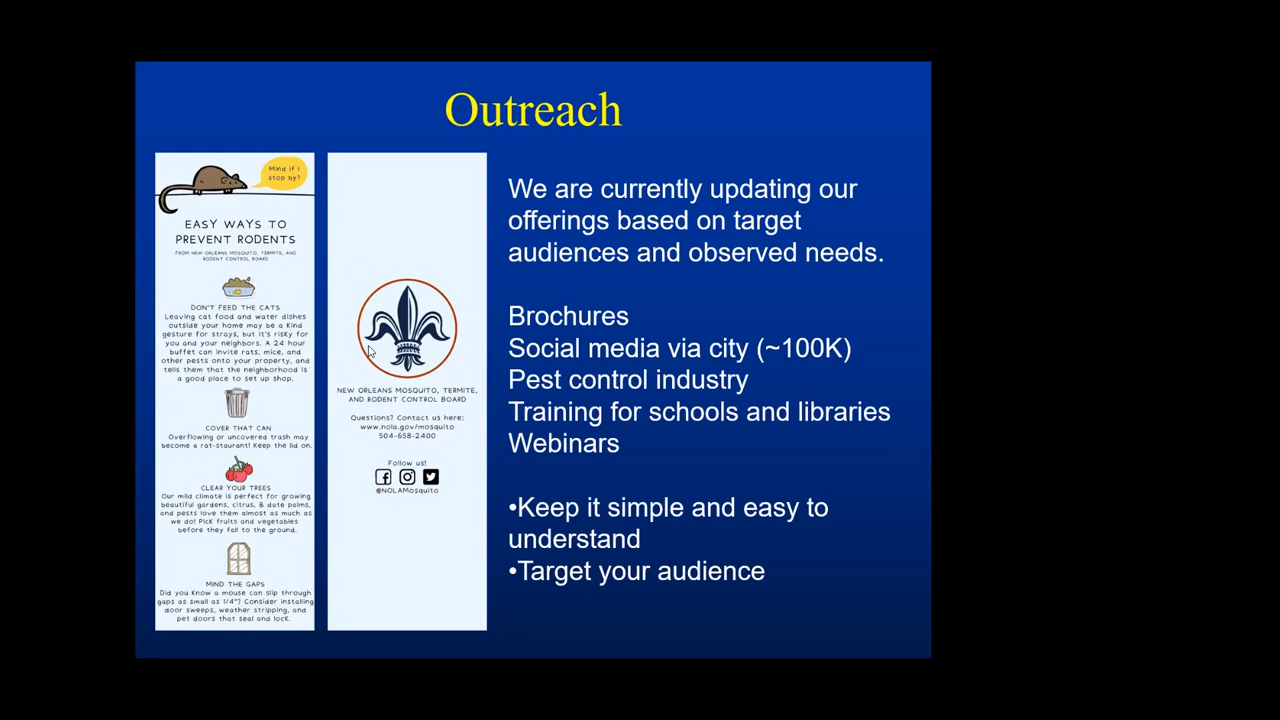 Outreach
Mind if I
stop by?
EASY WAYS TO
PREVENT RODENTS
FROM NEW ORLEANS MOSQUITO, TERMITE, AND
RODENT CONTROL BOARD
DON'T FEED THE CATS
Leaving cat food and water dishes
outside your home may be a kind
gesture for strays, but it's risky for
you and your neighbors. A 24 hour
buffet can invite rats, mice, and
other pests onto your property, and
tells them that the neighborhood is
a good place to set up shop.
COVER THAT CAN
Overflowing or uncovered trash may
become a rat-staurant! Keep the lid on.
CLEAR YOUR TREES
Our mild climate is perfect for growing
beautiful gardens, citrus, & date palms,
and pests love them almost as much as
we do! Pick fruits and vegetables
before they fall to the ground.
MIND THE GAPS
Did you know a mouse can slip through
gaps as small as 1/4"? Consider installing
door sweeps, weather stripping, and
pet doors that seal and lock.
NEW ORLEANS MOSQUITO, TERMITE,
AND RODENT CONTROL BOARD
Questions? Contact us here:
www.nola.gov/mosquito
504-658-2400
Follow us!
@NOLAMosquito
We are currently updating our
offerings based on target
audiences and observed needs.
Brochures
Social media via city (~100K)
Pest control industry
Training for schools and libraries
Webinars
•Keep it simple and easy to
understand
•Target your audience